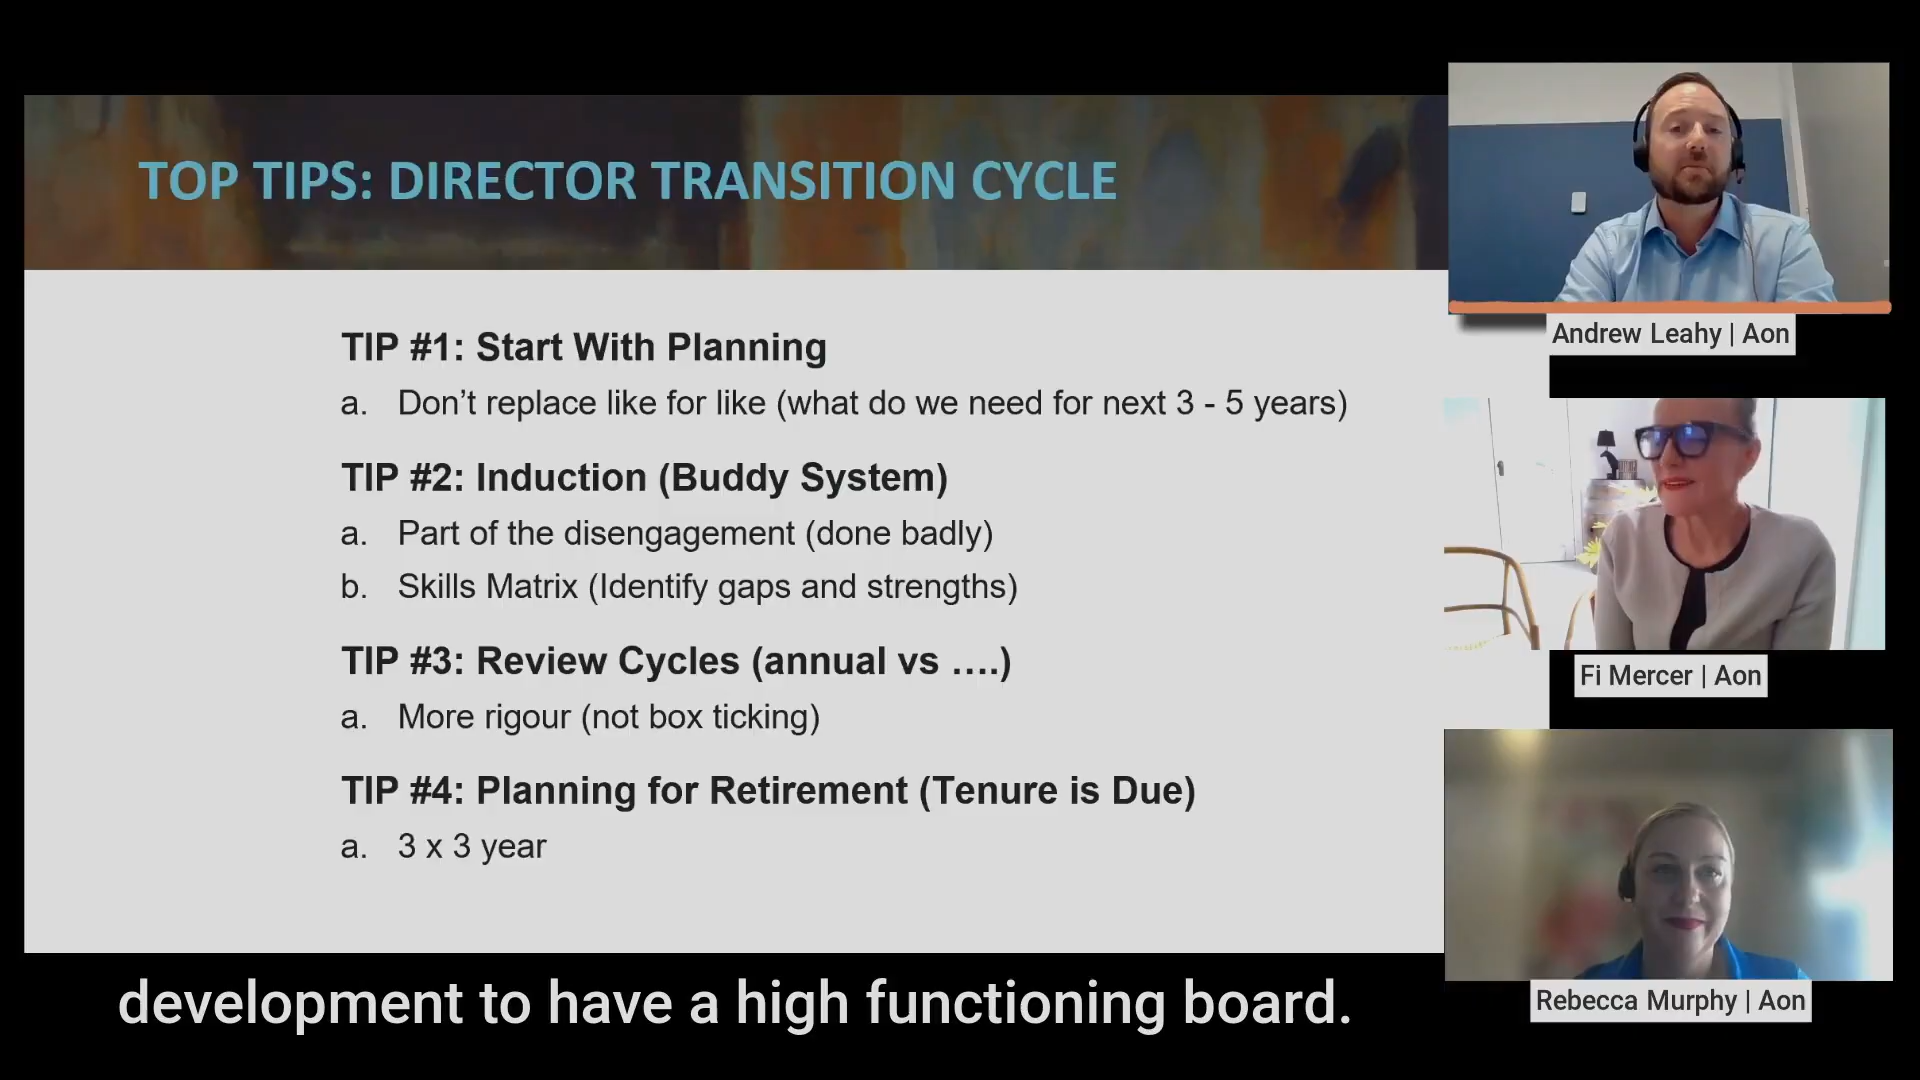 TOP TIPS: DIRECTOR TRANSITION CYCLE
TIP #1: Start With Planning
a. Don’t replace like for like (what do we need for next 3 - 5 years)
TIP #2: Induction (Buddy System)
a. Part of the disengagement (done badly)
b. Skills Matrix (Identify gaps and strengths)
TIP #3: Review Cycles (annual vs ….)
a. More rigour (not box ticking)
TIP #4: Planning for Retirement (Tenure is Due)
a. 3 x 3 year
Andrew Leahy | Aon
Fi Mercer | Aon
Rebecca Murphy | Aon
development to have a high functioning board.